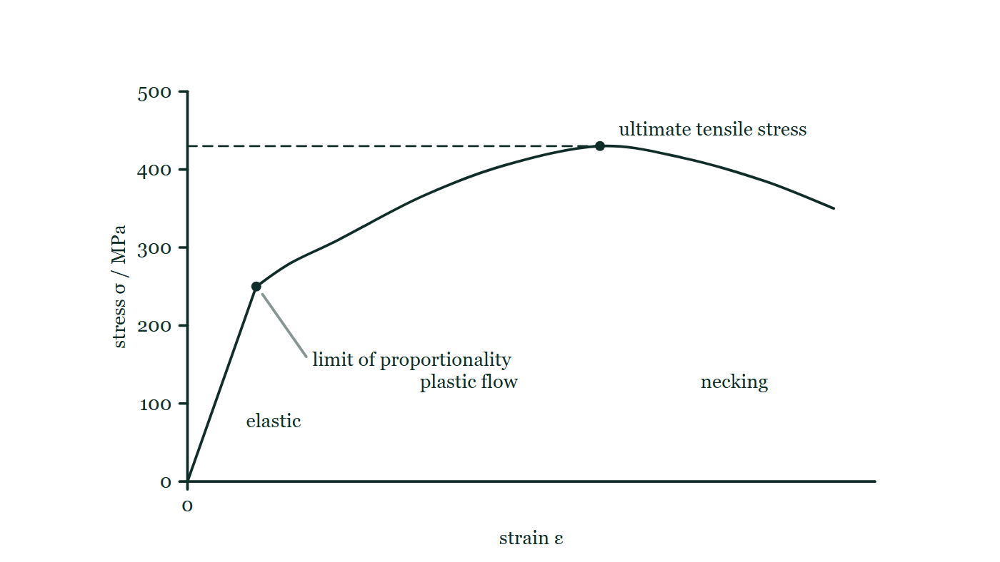 500
ultimate tensile stress
400
300
stress σ / MPa
200
limit of proportionality
plastic flow
necking
100
elastic
0
0
strain ε